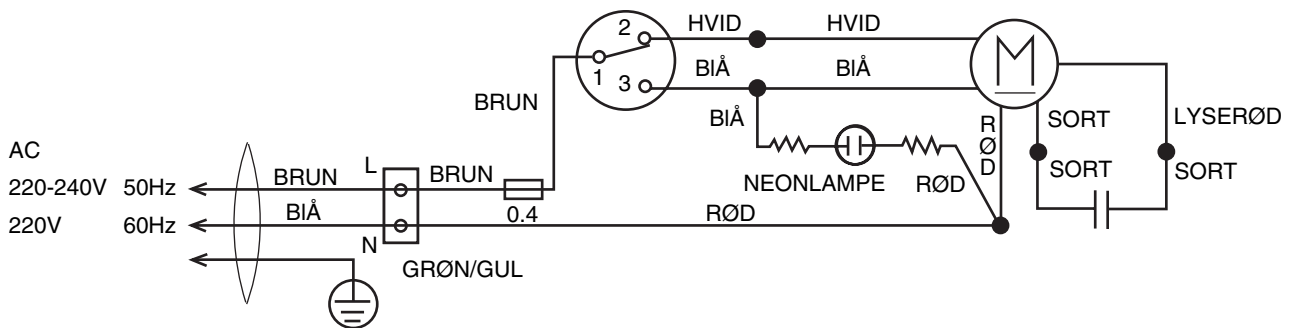 HVID HVID
2
1
3
BlÅ BlÅ
BRUN
BlÅ
RØD
SORT
LYSERØD
AC
220-240V 50Hz
BRUN
L
BRUN
NEONLAMPE
RØD
SORT
SORT
220V 60Hz
BlÅ
0.4
RØD
N
GRØN/GUL
M